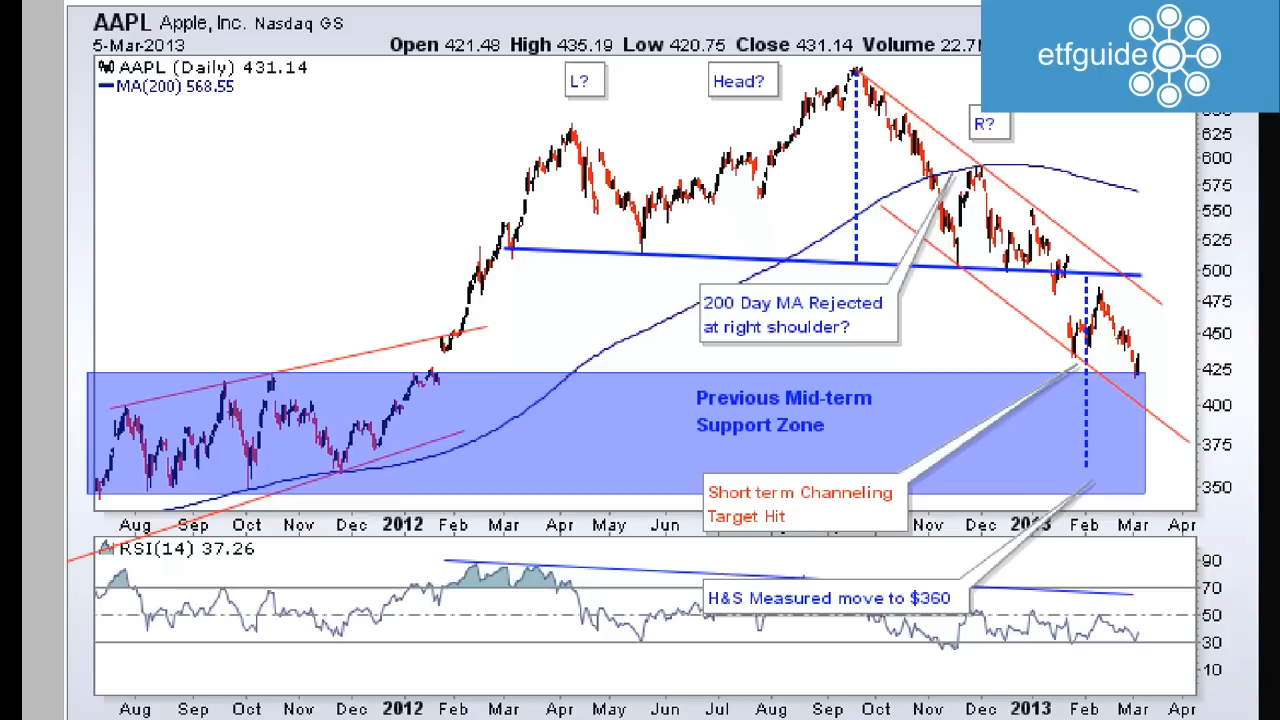 AAPL Apple, Inc. Nasdaq GS
5-Mar-2013 Open 421.48 High 435.19 Low 420.75 Close 431.14 Volume
etfguide
AAPL (Daily) 431.14
MA(200) 568.55
L?
Head?
R?
625
600
575
550
525
500
475
450
425
400
375
350
200 Day MA Rejected
at right shoulder?
Previous Mid-term
Support Zone
Short term Channeling
Target Hit
Aug Sep Oct Nov Dec 2012 Feb Mar Apr May Jun Nov Dec 2013 Feb Mar Apr
RSI(14) 37.26
90
70
50
30
10
H&S Measured move to $360
Aug Sep Oct Nov Dec 2012 Feb Mar Apr May Jun Jul Aug Sep Oct Nov Dec 2013 Feb Mar Apr